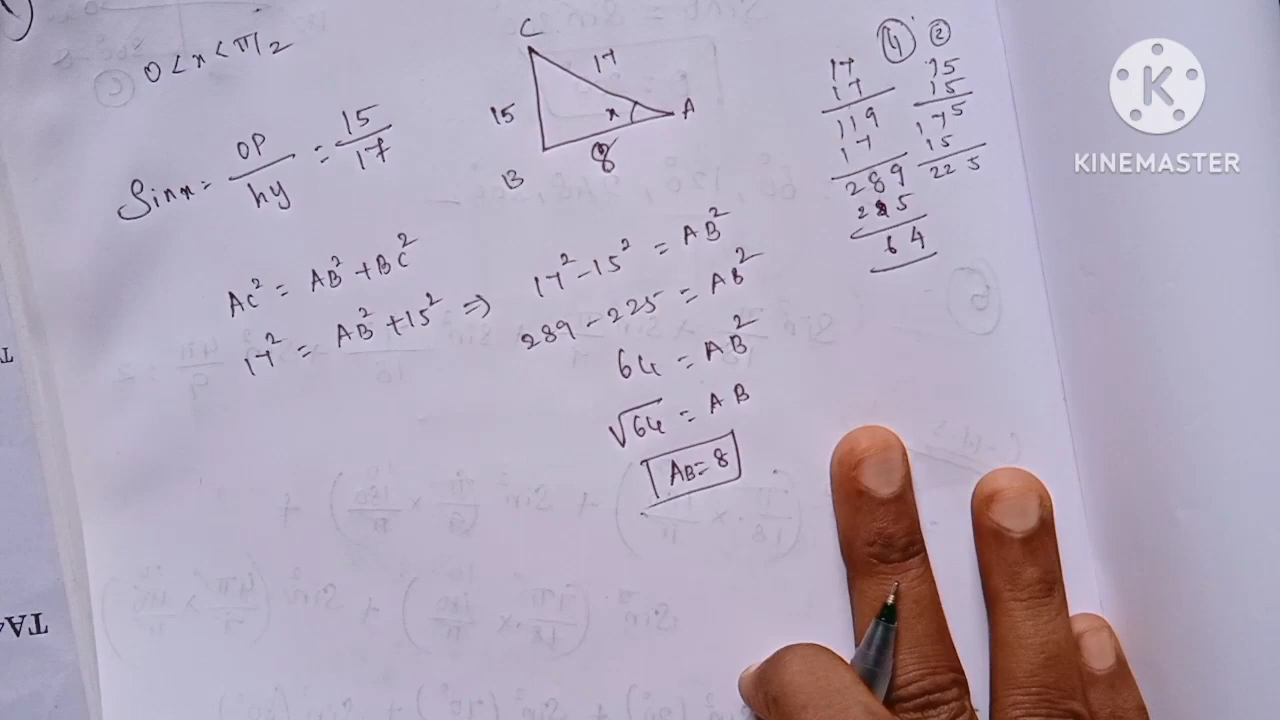 0 < x < π/2
Sinx = OP/hy = 15/17
C
17
15
x
A
8
B
AC² = AB² + BC²
17² = AB² + 15² ⇒ 17² - 15² = AB²
289 - 225 = AB²
64 = AB²
√64 = AB
AB = 8
4
17
17
119
17
289
225
64
2
15
15
175
15
225
K
KINEMASTER